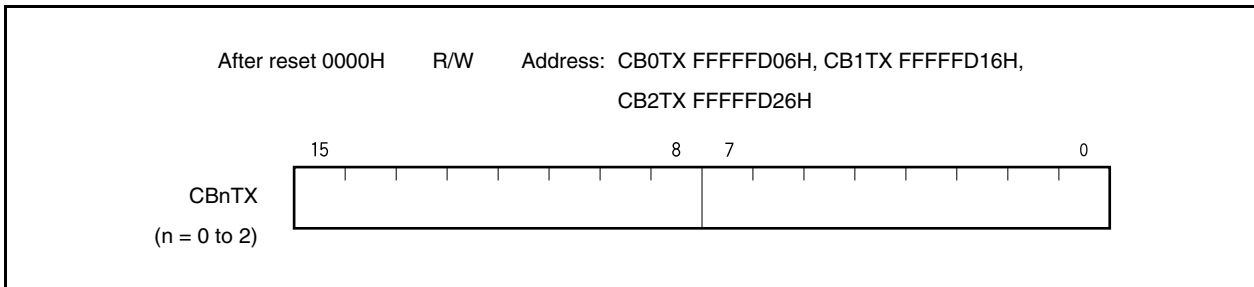 After reset 0000H R/W Address: CB0TX FFFFFD06H, CB1TX FFFFFD16H,
CB2TX FFFFFD26H
15 8 7 0
CBnTX
(n = 0 to 2)